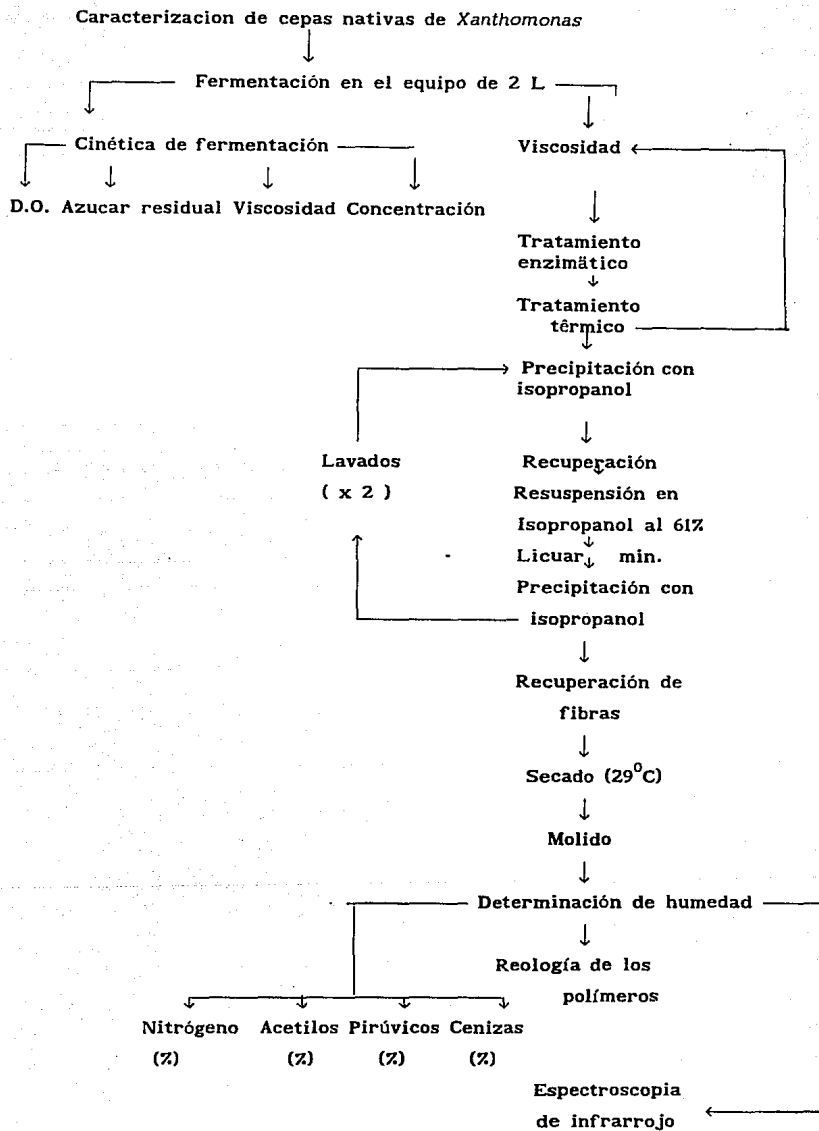 Caracterizacion de cepas nativas de Xanthomonas
Fermentación en el equipo de 2 L
Cinética de fermentación
Viscosidad
D.O. Azucar residual Viscosidad Concentración
Tratamiento
enzimätico
Tratamiento
têrmico
Precipitación con
isopropanol
Lavados
( x 2 )
Recuperación
Resuspensión en
Isopropanol al 61%
Licuar min.
Precipitación con
isopropanol
Recuperación de
fibras
Secado (29⁰C)
Molido
Determinación de humedad
Reología de los
polímeros
Nitrógeno Acetilos Pirúvicos Cenizas
(%) (%) (%) (%)
Espectroscopia
de infrarrojo